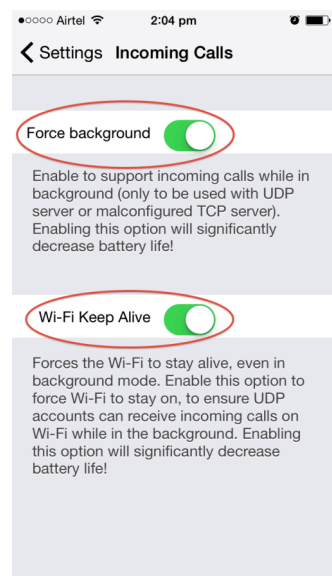 Airtel 2:04 pm
Settings Incoming Calls
Force background
Enable to support incoming calls while in
background (only to be used with UDP
server or malconfigured TCP server).
Enabling this option will significantly
decrease battery life!
Wi-Fi Keep Alive
Forces the Wi-Fi to stay alive, even in
background mode. Enable this option to
force Wi-Fi to stay on, to ensure UDP
accounts can receive incoming calls on
Wi-Fi while in the background. Enabling
this option will significantly decrease
battery life!